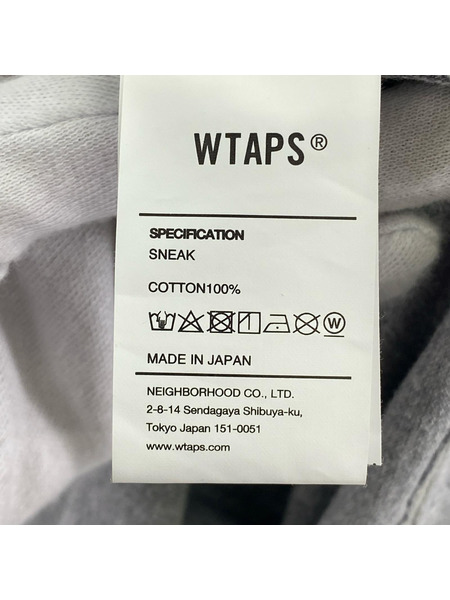 WTAPS®
SPECIFICATION
SNEAK
COTTON100%
W
MADE IN JAPAN
NEIGHBORHOOD CO., LTD.
2-8-14 Sendagaya Shibuya-ku,
Tokyo Japan 151-0051
www.wtaps.com